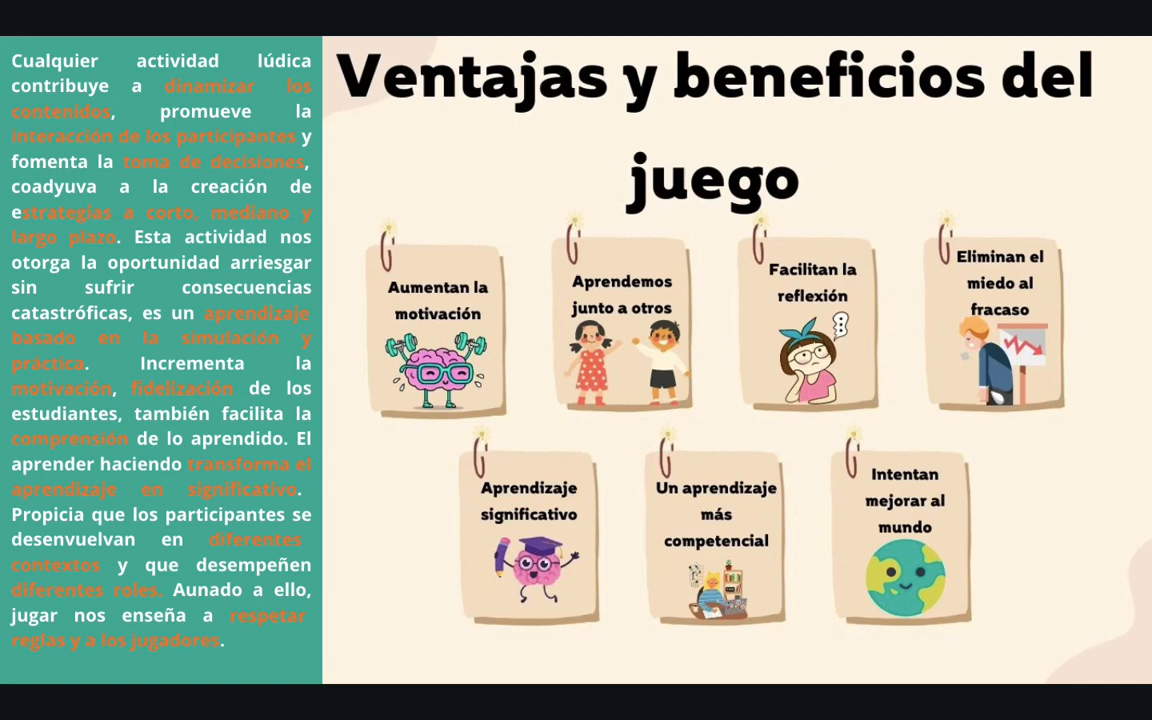 Cualquier actividad lúdica
contribuye a dinamizar los
contenidos, promueve la
interacción de los participantes y
fomenta la toma de decisiones,
coadyuva a la creación de
estrategias a corto, mediano y
largo plazo. Esta actividad nos
otorga la oportunidad arriesgar
sin sufrir consecuencias
catastróficas, es un aprendizaje
basado en la simulación y
práctica. Incrementa la
motivación, fidelización de los
estudiantes, también facilita la
comprensión de lo aprendido. El
aprender haciendo transforma el
aprendizaje en significativo.
Propicia que los participantes se
desenvuelvan en diferentes
contextos y que desempeñen
diferentes roles. Aunado a ello,
jugar nos enseña a respetar
reglas y a los jugadores.
Ventajas y beneficios del
juego
Aumentan la
motivación
Aprendemos
junto a otros
Facilitan la
reflexión
Eliminan el
miedo al
fracaso
Aprendizaje
significativo
Un aprendizaje
más
competencial
Intentan
mejorar al
mundo